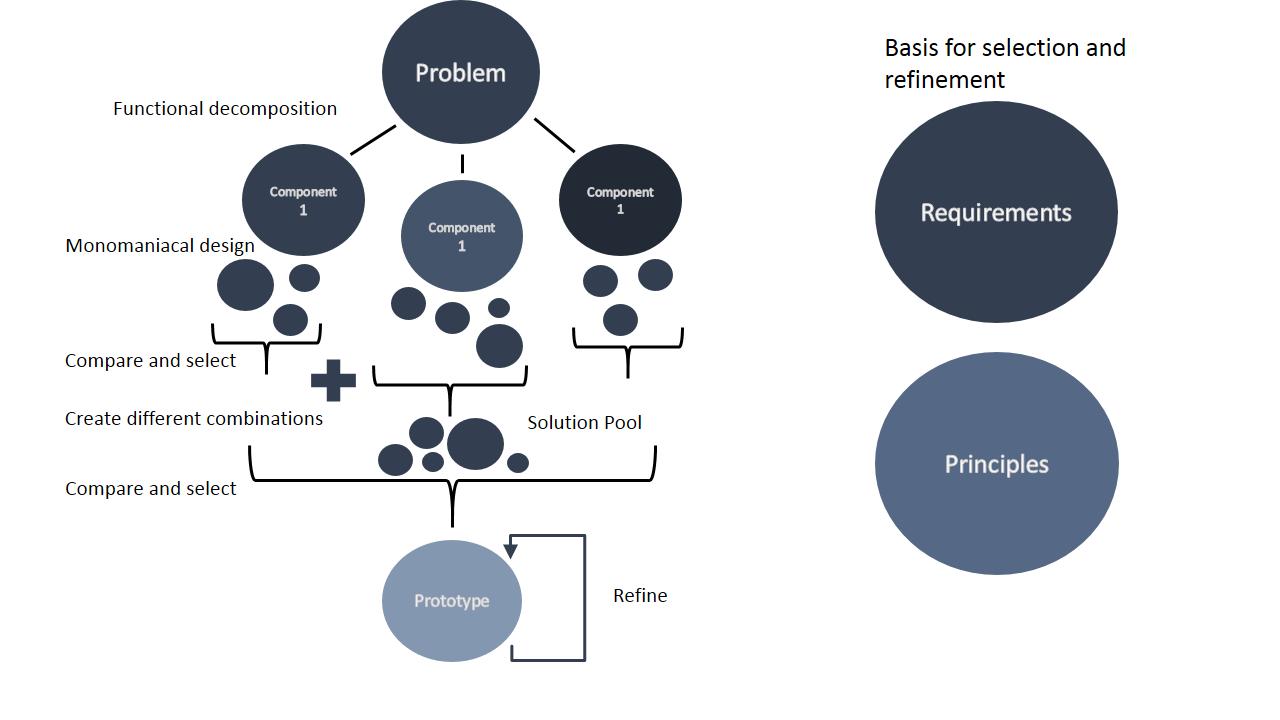 Problem
Functional decomposition
Component
1
Component
1
Component
1
Monomaniacal design
Compare and select
Create different combinations
Solution Pool
Compare and select
Prototype
Refine
Basis for selection and
refinement
Requirements
Principles